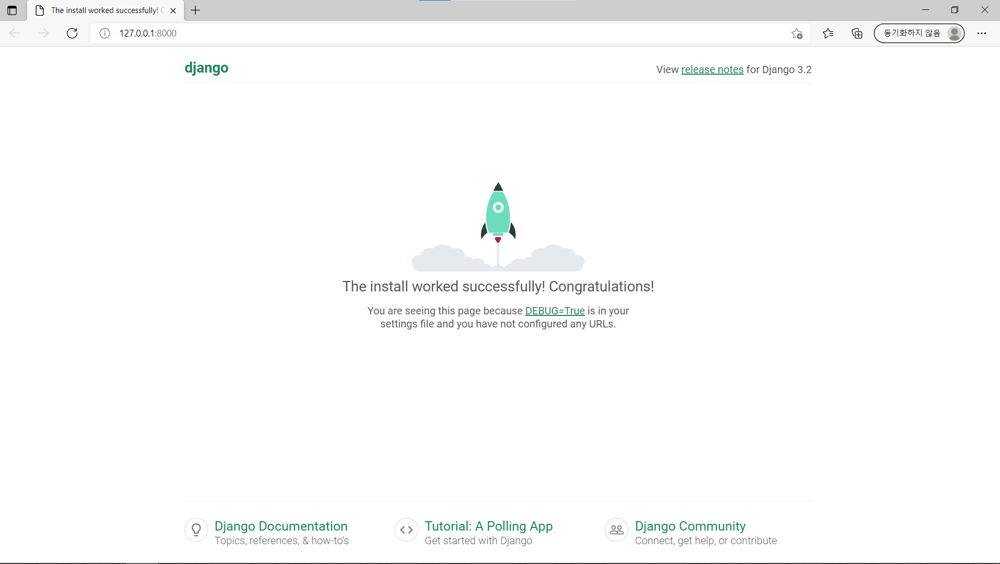 The install worked successfully!
127.0.0.1:8000
동기화하지 않음
django
View release notes for Django 3.2
The install worked successfully! Congratulations!
You are seeing this page because DEBUG=True is in your
settings file and you have not configured any URLs.
Django Documentation
Topics, references, & how-to’s
Tutorial: A Polling App
Get started with Django
Django Community
Connect, get help, or contribute